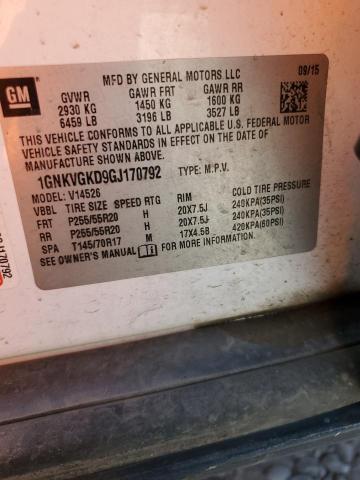 MFD BY GENERAL MOTORS LLC 09/15
GM
GVWR GAWR FRT GAWR RR
2930 KG 1450 KG 1600 KG
6459 LB 3196 LB 3527 LB
THIS VEHICLE CONFORMS TO ALL APPLICABLE U.S. FEDERAL MOTOR
VEHICLE SAFETY STANDARDS IN EFFECT ON THE DATE OF
MANUFACTURE SHOWN ABOVE.
1GNKVGKD9GJ170792 TYPE: M.P.V.
MODEL: V14526
VBBL TIRE SIZE SPEED RTG RIM COLD TIRE PRESSURE
FRT P255/55R20 H 20X7.5J 240KPA(35PSI)
RR P255/55R20 H 20X7.5J 240KPA(35PSI)
SPA T145/70R17 M 17X4.5B 420KPA(60PSI)
SEE OWNER'S MANUAL FOR MORE INFORMATION.